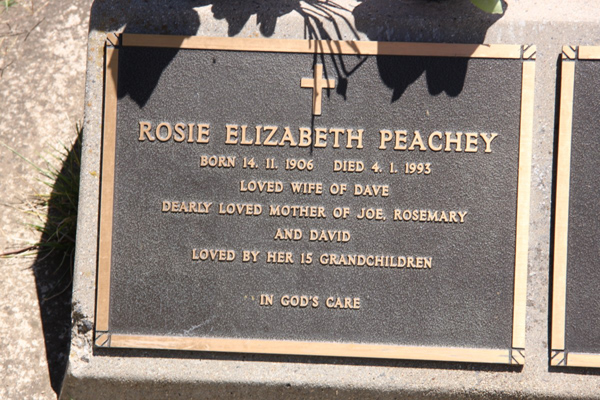 ROSIE ELIZABETH PEACHEY
BORN 14. 11. 1906 DIED 4. 1. 1993
LOVED WIFE OF DAVE
DEARLY LOVED MOTHER OF JOE, ROSEMARY
AND DAVID
LOVED BY HER 15 GRANDCHILDREN
IN GOD'S CARE